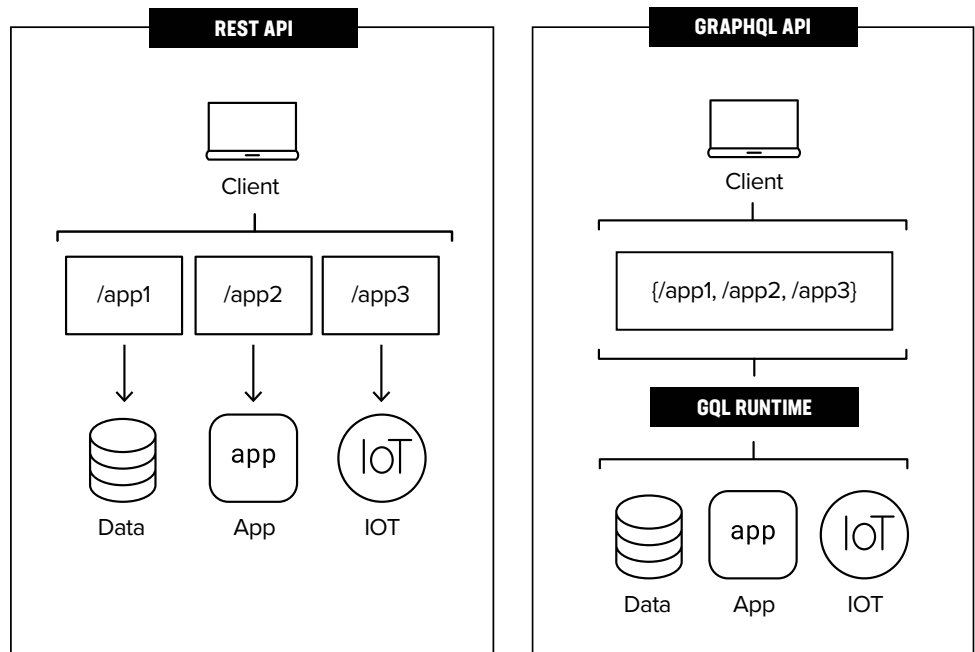 REST API
Client
/app1
/app2
/app3
app
IoT
Data
App
IOT
GRAPHQL API
Client
{/app1, /app2, /app3}
GQL RUNTIME
app
IoT
Data
App
IOT